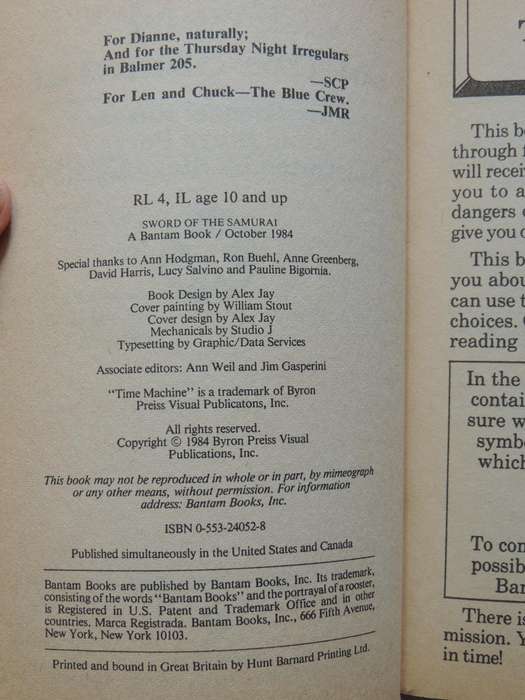 For Dianne, naturally;
And for the Thursday Night Irregulars
in Balmer 205.
—SCP
For Len and Chuck—The Blue Crew.
—JMR
RL 4, IL age 10 and up
SWORD OF THE SAMURAI
A Bantam Book / October 1984
Special thanks to Ann Hodgman, Ron Buehl, Anne Greenberg,
David Harris, Lucy Salvino and Pauline Bigornia.
Book Design by Alex Jay
Cover painting by William Stout
Cover design by Alex Jay
Mechanicals by Studio J
Typesetting by Graphic/Data Services
Associate editors: Ann Weil and Jim Gasperini
"Time Machine" is a trademark of Byron
Preiss Visual Publicatons, Inc.
All rights reserved.
Copyright © 1984 Byron Preiss Visual
Publications, Inc.
This book may not be reproduced in whole or in part, by mimeograph
or any other means, without permission. For information
address: Bantam Books, Inc.
ISBN 0-553-24052-8
Published simultaneously in the United States and Canada
Bantam Books are published by Bantam Books, Inc. Its trademark,
consisting of the words "Bantam Books" and the portrayal of a rooster,
is Registered in U.S. Patent and Trademark Office and in other
countries. Marca Registrada. Bantam Books, Inc., 666 Fifth Avenue,
New York, New York 10103.
Printed and bound in Great Britain by Hunt Barnard Printing Ltd.
This
through
will
you to a
dangers
give you
This
you
can use
choices.
reading
In the
sure
which
To
There is
mission.
in time!